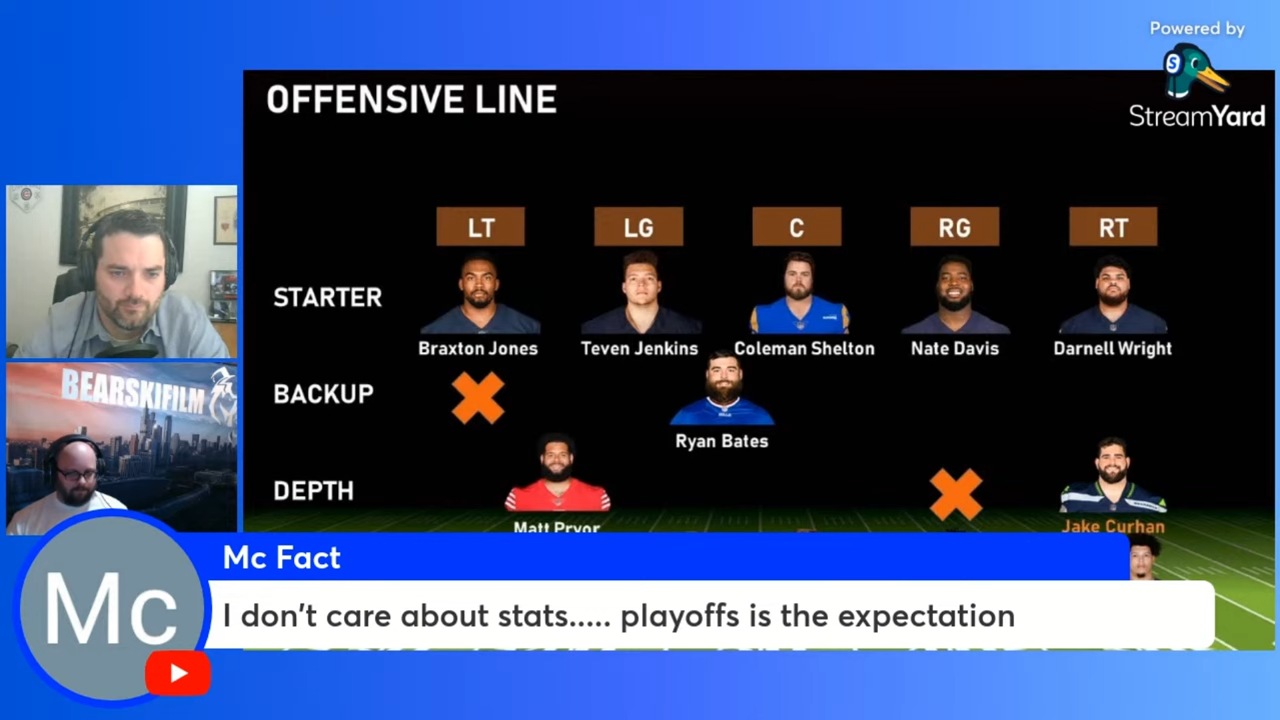 Powered by
StreamYard
OFFENSIVE LINE
LT LG C RG RT
STARTER
Braxton Jones Teven Jenkins Coleman Shelton Nate Davis Darnell Wright
BEARSKIFILM
BACKUP
Ryan Bates
DEPTH
Matt Pryor Jake Curhan
Mc Fact
Mc
I don't care about stats..... playoffs is the expectation